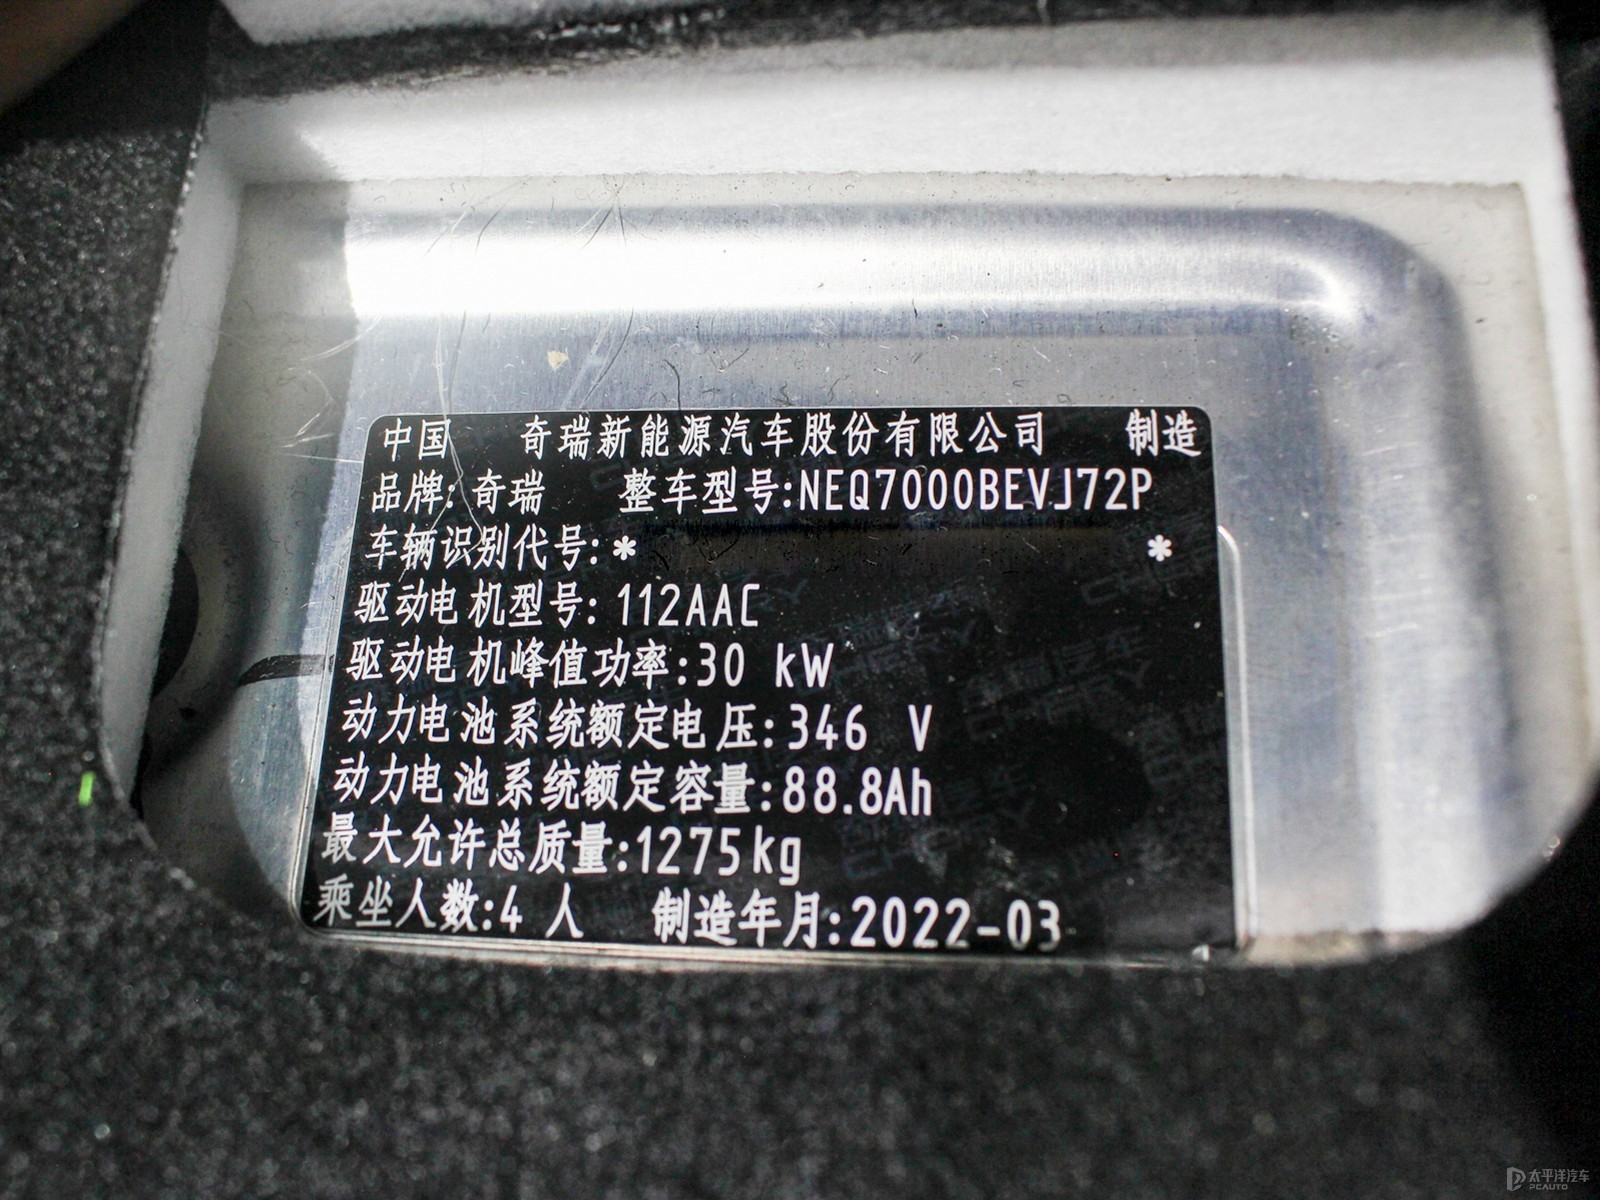 中国 奇瑞新能源汽车股份有限公司 制造
品牌: 奇瑞 整车型号:NEQ7000BEVJ72P
车辆识别代号:* *
驱动电机型号: 112AAC
驱动电机峰值功率:30 kW
动力电池系统额定电压:346 V
动力电池系统额定容量:88.8Ah
最大允许总质量:1275kg
乘坐人数:4 人 制造年月:2022-03
太平洋汽车
PCAUTO